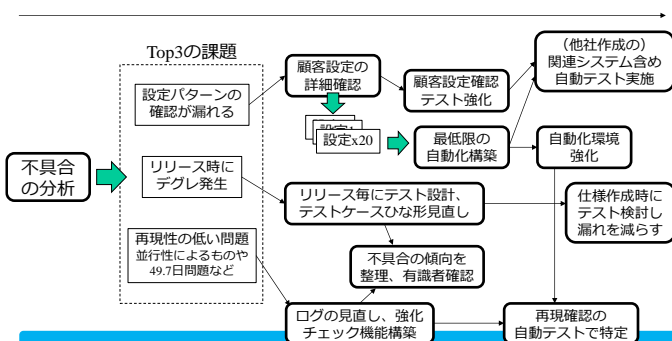 Top3の課題
設定パターンの
確認が漏れる
リリース時に
デグレ発生
再現性の低い問題
並行性によるものや
49.7日問題など
不具合
の分析
顧客設定の
詳細確認
設定x20
顧客設定確認
テスト強化
(他社作成の)
関連システム含め
自動テスト実施
最低限の
自動化構築
自動化環境
強化
リリース毎にテスト設計、
テストケースひな形見直し
仕様作成時に
テスト検討し
漏れを減らす
不具合の傾向を
整理、有識者確認
ログの見直し、強化
チェック機能構築
再現確認の
自動テストで特定